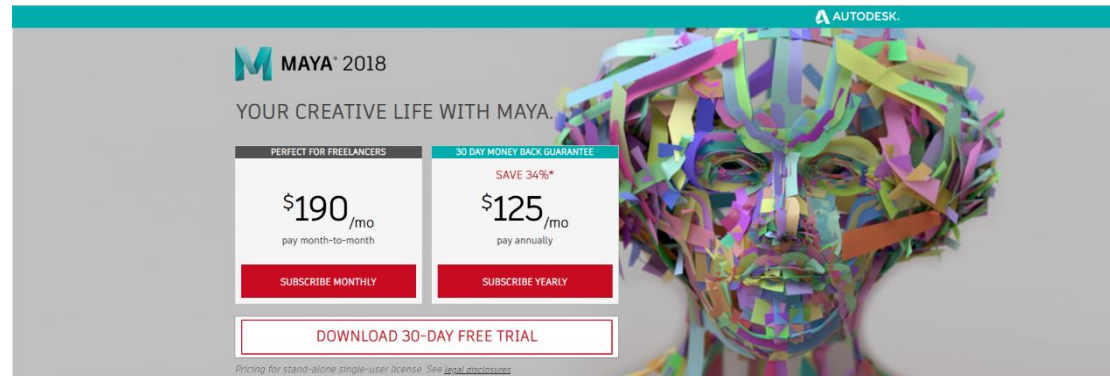 AUTODESK.
MAYA® 2018
YOUR CREATIVE LIFE WITH MAYA.
PERFECT FOR FREELANCERS
$190/mo
pay month-to-month
SUBSCRIBE MONTHLY
30 DAY MONEY BACK GUARANTEE
SAVE 34%*
$125/mo
pay annually
SUBSCRIBE YEARLY
DOWNLOAD 30-DAY FREE TRIAL
Pricing for stand-alone single-user license. See legal disclosures